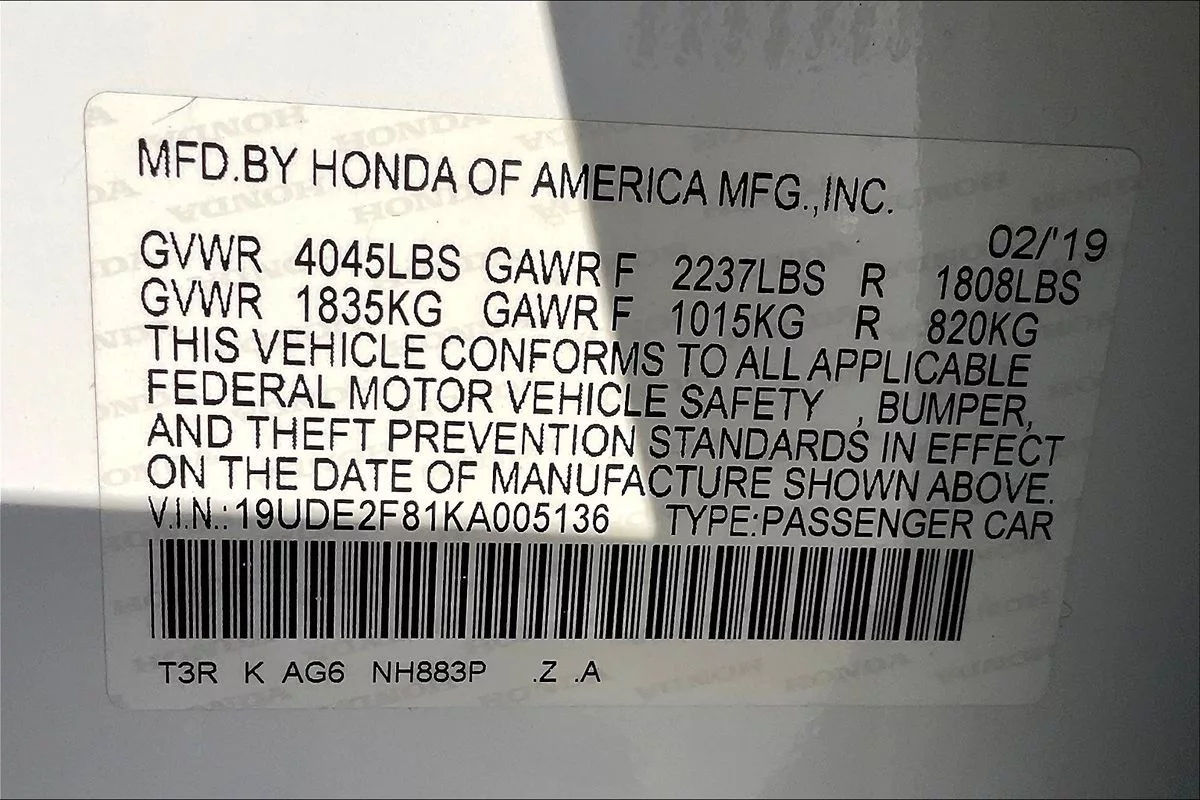 MFD.BY HONDA OF AMERICA MFG.,INC.
02/'19
GVWR 4045LBS GAWR F 2237LBS R 1808LBS
GVWR 1835KG GAWR F 1015KG R 820KG
THIS VEHICLE CONFORMS TO ALL APPLICABLE
FEDERAL MOTOR VEHICLE SAFETY , BUMPER,
AND THEFT PREVENTION STANDARDS IN EFFECT
ON THE DATE OF MANUFACTURE SHOWN ABOVE.
V.I.N.:19UDE2F81KA005136 TYPE:PASSENGER CAR
T3R K AG6 NH883P .Z .A